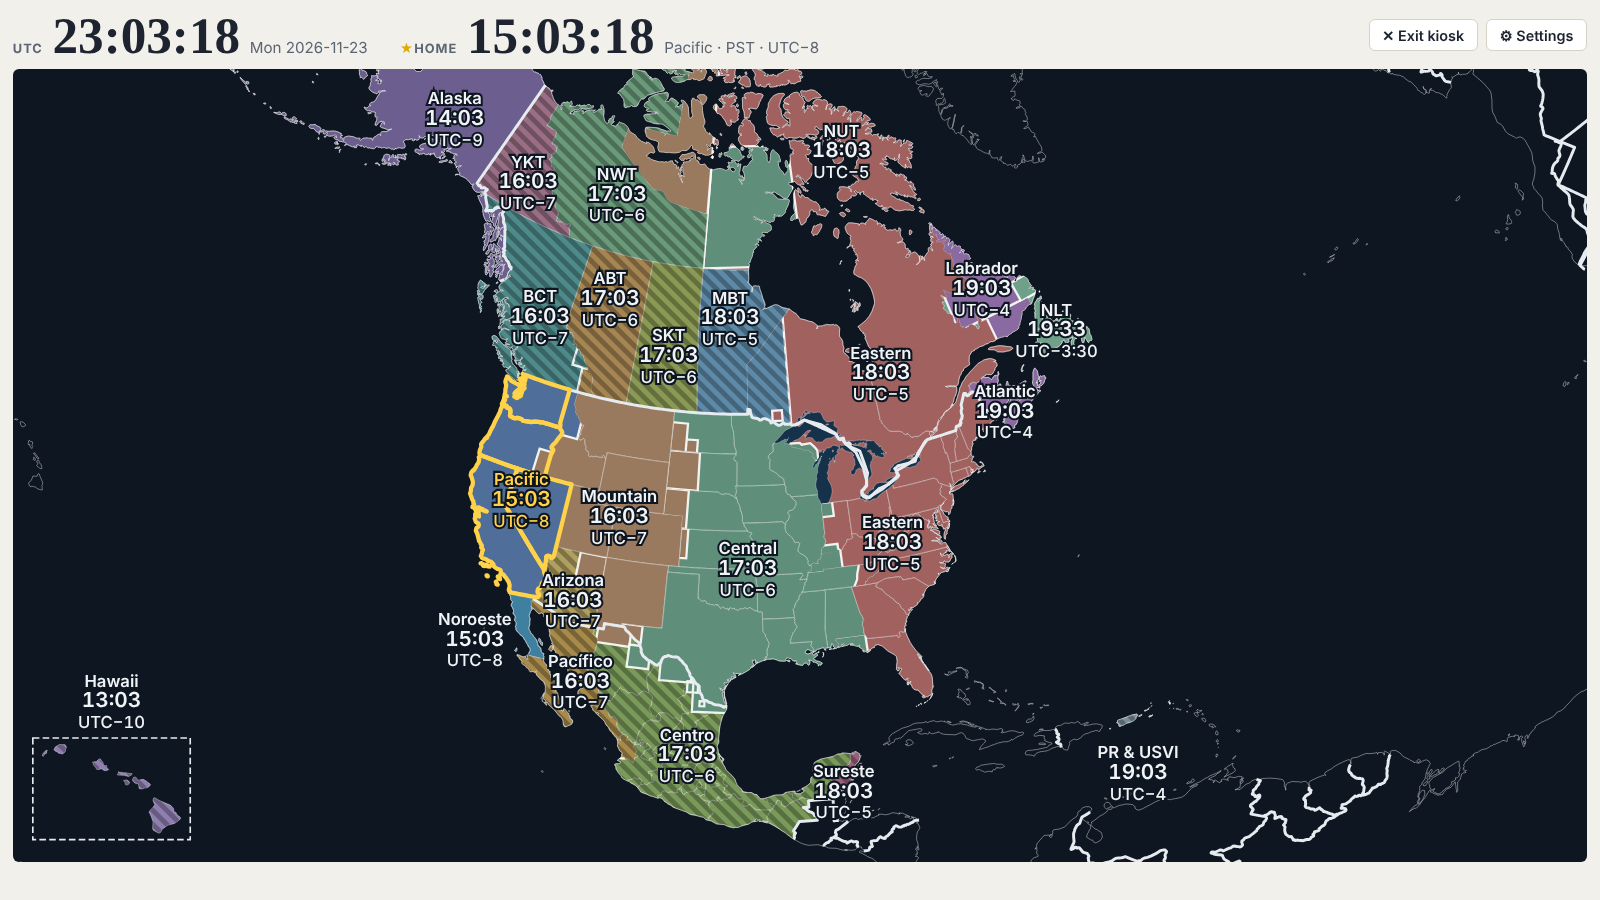 UTC 23:03:18 Mon 2026-11-23 ★HOME 15:03:18 Pacific · PST · UTC−8
✕ Exit kiosk
⚙ Settings
Alaska
14:03
UTC−9
YKT
16:03
UTC−7
NWT
17:03
UTC−6
NUT
18:03
UTC−5
BCT
16:03
UTC−7
ABT
17:03
UTC−6
SKT
17:03
UTC−6
MBT
18:03
UTC−5
Eastern
18:03
UTC−5
Labrador
19:03
UTC−4
NLT
19:33
UTC−3:30
Atlantic
19:03
UTC−4
Pacific
15:03
UTC−8
Mountain
16:03
UTC−7
Central
17:03
UTC−6
Eastern
18:03
UTC−5
Arizona
16:03
UTC−7
Noroeste
15:03
UTC−8
Pacífico
16:03
UTC−7
Hawaii
13:03
UTC−10
Centro
17:03
UTC−6
Sureste
18:03
UTC−5
PR & USVI
19:03
UTC−4